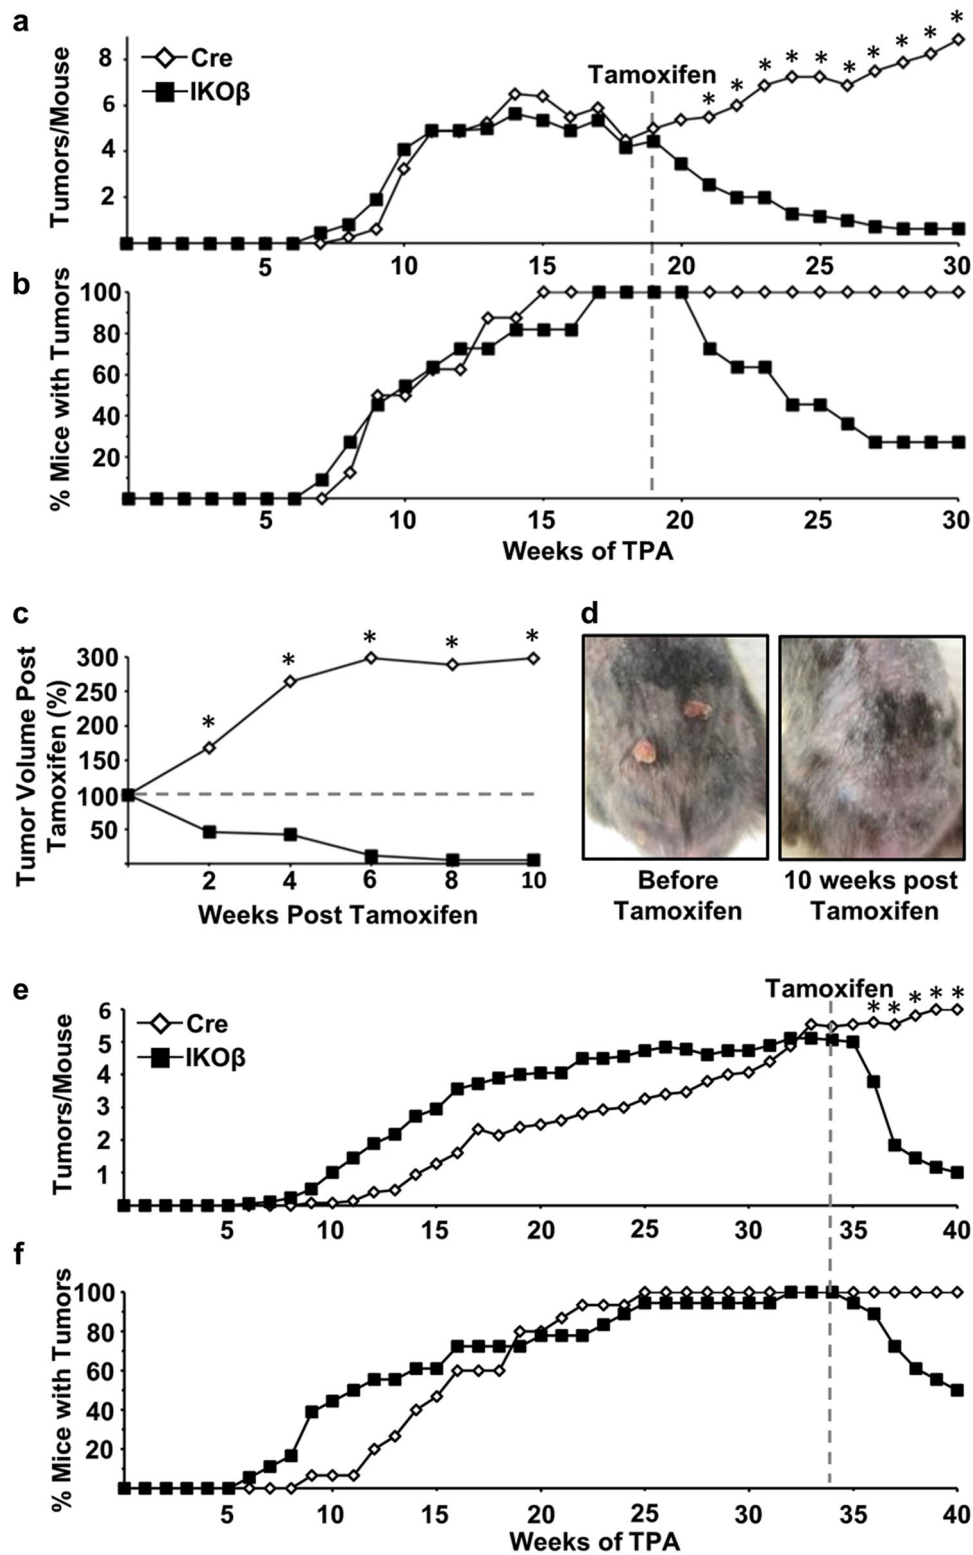 a
Tumors/Mouse
8
6
4
2
Cre
IKOβ
Tamoxifen
* * * * * * * * * *
5 10 15 20 25 30
b
% Mice with Tumors
100
80
60
40
20
5 10 15 20 25 30
Weeks of TPA
c
Tumor Volume Post
Tamoxifen (%)
300
250
200
150
100
50
* * * * *
2 4 6 8 10
Weeks Post Tamoxifen
d
Before
Tamoxifen
10 weeks post
Tamoxifen
e
Tumors/Mouse
6
5
4
3
2
1
Cre
IKOβ
Tamoxifen
* * * * *
5 10 15 20 25 30 35 40
f
% Mice with Tumors
100
80
60
40
20
5 10 15 20 25 30 35 40
Weeks of TPA